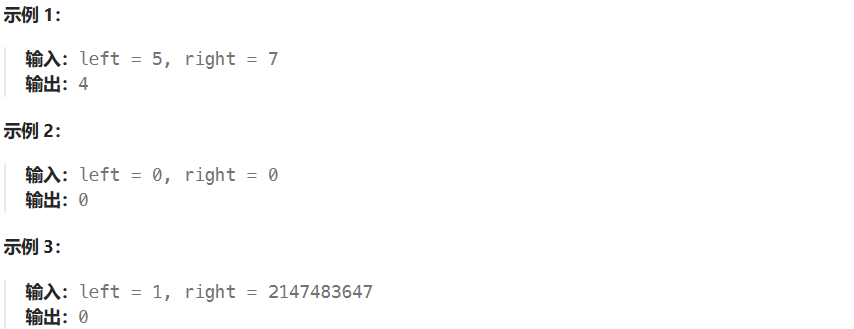 示例 1：
输入：left = 5, right = 7
输出：4
示例 2：
输入：left = 0, right = 0
输出：0
示例 3：
输入：left = 1, right = 2147483647
输出：0